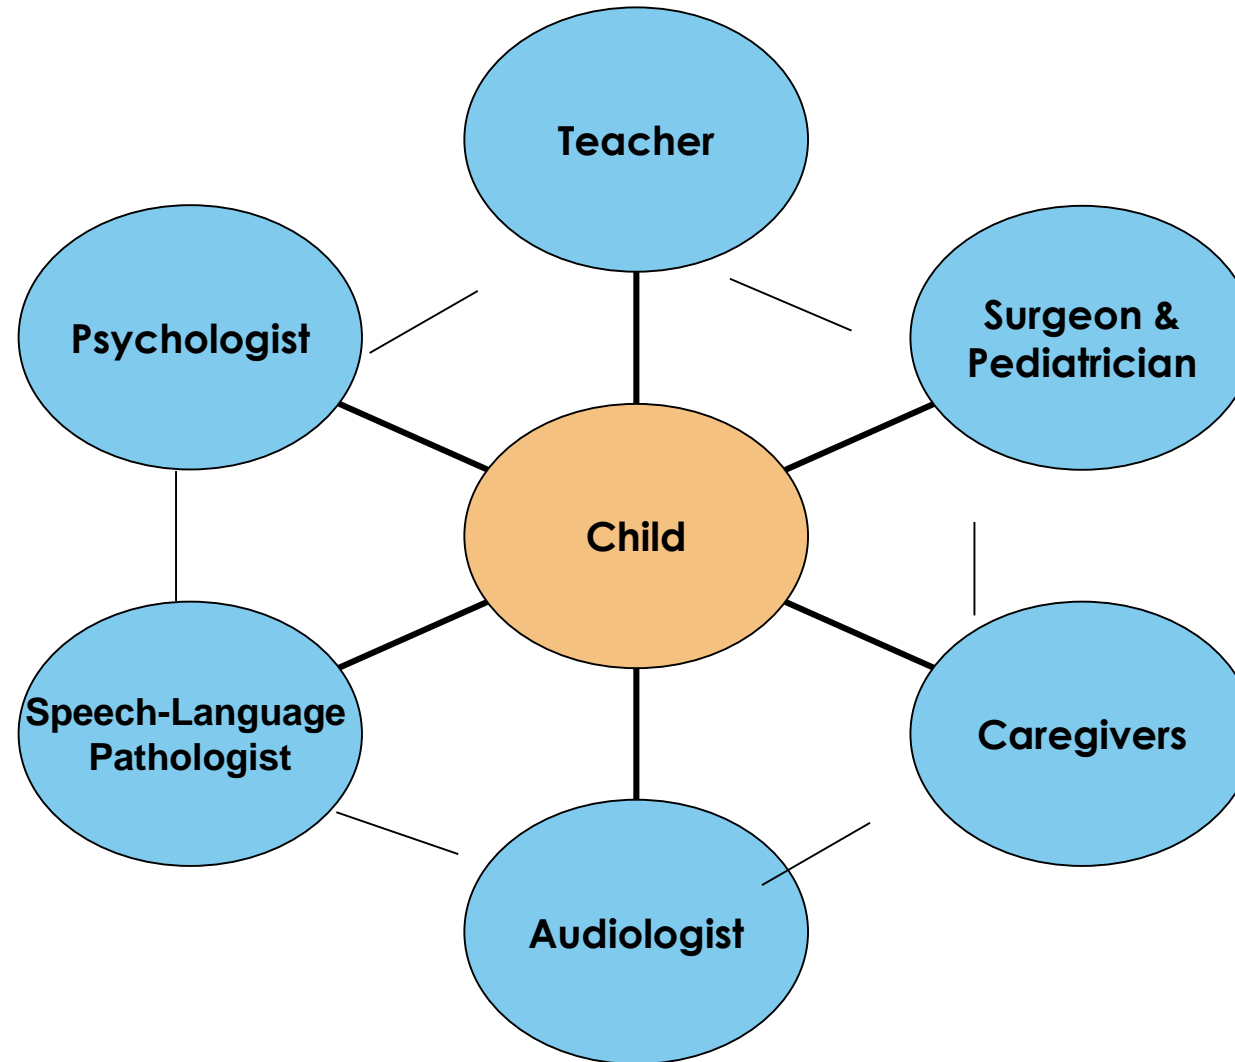 Teacher
Psychologist
Surgeon &
Pediatrician
Child
Speech-Language
Pathologist
Caregivers
Audiologist